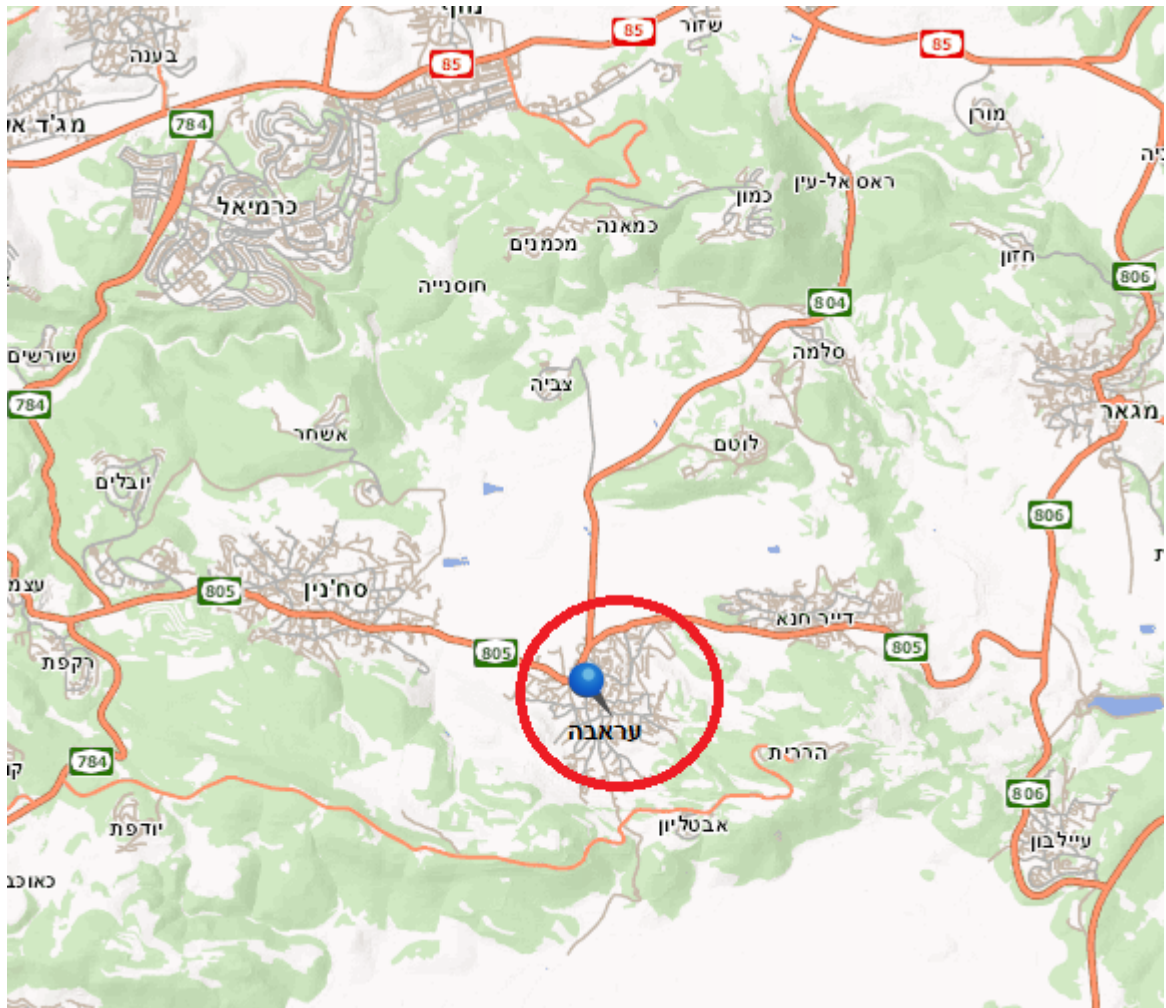 נחף
85
שזור
85
בענה
85
784
מורן
ראס אל-עין
כמון
כרמיאל
כמאנה
מכמנים
חזון
806
חוסנייה
804
שורשים
סלמה
צביה
784
מגאר
אשחר
לוטם
יובלים
806
805
סח'נין
דייר חנא
805
805
רקפת
עראבה
הררית
784
806
אבטליון
יודפת
עיילבון